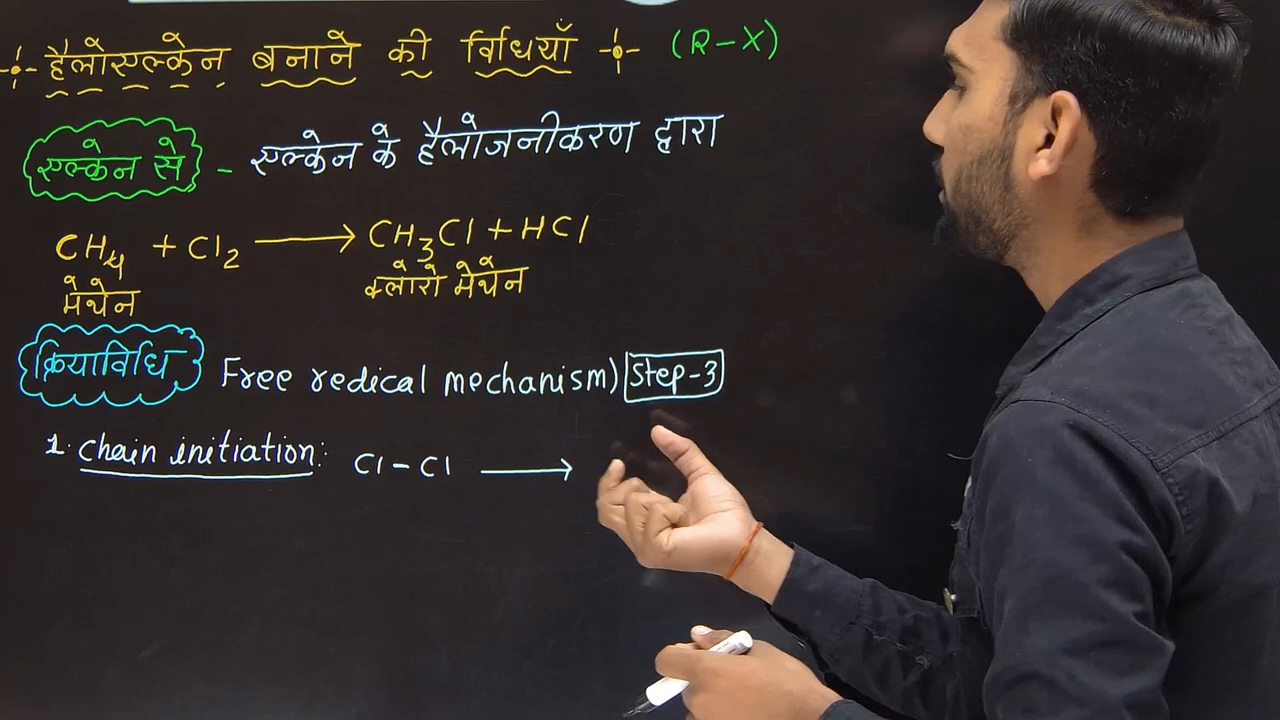 हैलोएल्केन बनाने की विधियाँ (R-X)
एल्केन से - एल्केन के हैलोजनीकरण द्वारा
CH4 + Cl2 → CH3Cl + HCl
मेथेन क्लोरो मेथेन
क्रियाविधि Free redical mechanism) Step-3
1. Chain initiation: Cl-Cl →